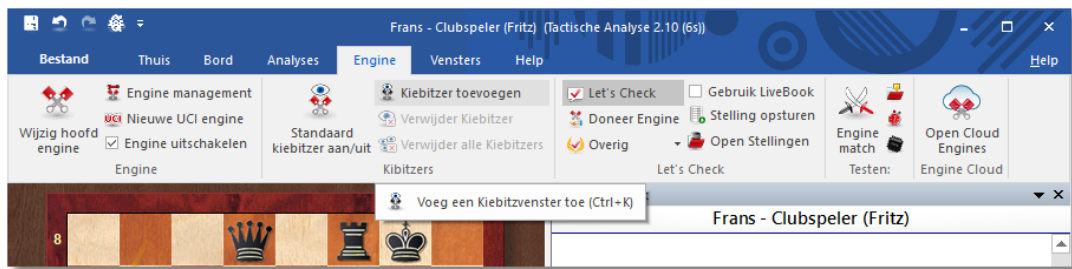 Frans - Clubspeler (Fritz) (Tactische Analyse 2.10 (6s))
Bestand Thuis Bord Analyses Engine Vensters Help Help
Wijzig hoofd engine
Engine management
Nieuwe UCI engine
Engine uitschakelen
Engine
Standaard
kiebitzer aan/uit
Kiebitzer toevoegen
Verwijder Kiebitzer
Verwijder alle Kiebitzers
Kibitzers
Let's Check
Doneer Engine
Overig
Gebruik LiveBook
Stelling opsturen
Open Stellingen
Let's Check
Engine
match
Testen:
Open Cloud
Engines
Engine Cloud
Voeg een Kiebitzvenster toe (Ctrl+K)
Frans - Clubspeler (Fritz)
8